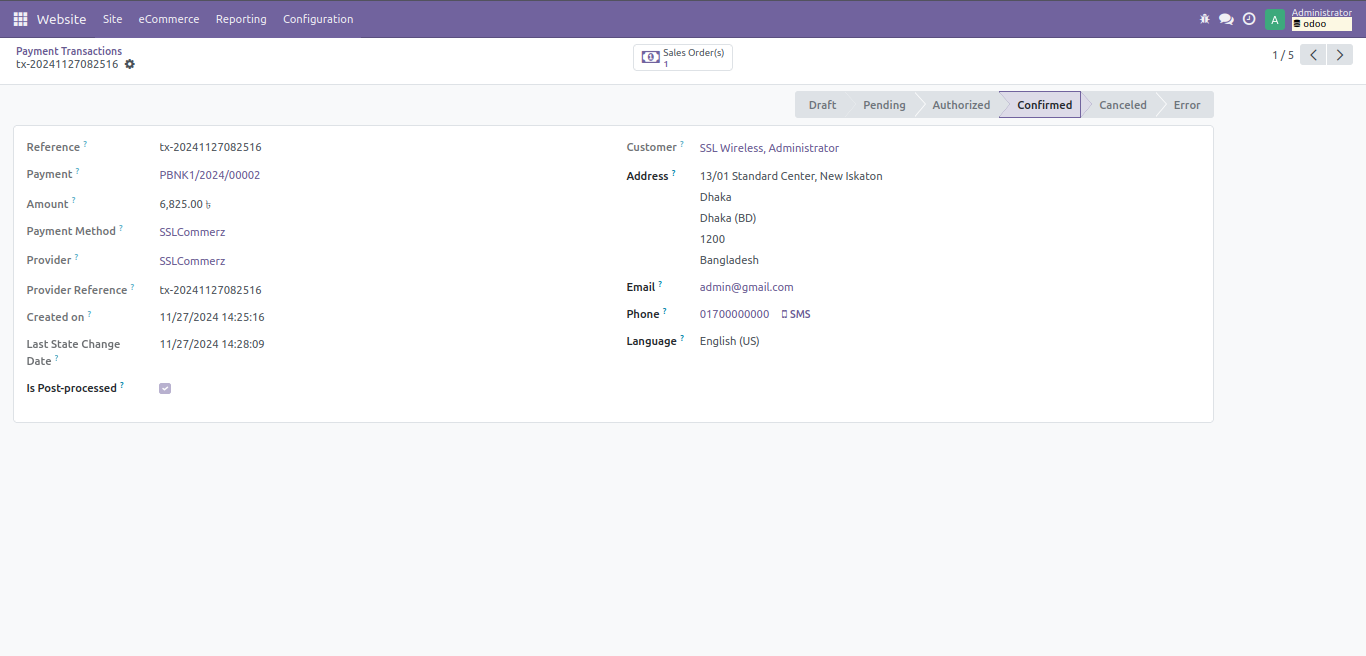 Website Site eCommerce Reporting Configuration A Administrator
odoo
Payment Transactions
tx-20241127082516
Sales Order(s)
1
1 / 5
Draft Pending Authorized Confirmed Canceled Error
Reference ? tx-20241127082516
Payment ? PBNK1/2024/00002
Amount ? 6,825.00 ৳
Payment Method ? SSLCommerz
Provider ? SSLCommerz
Provider Reference ? tx-20241127082516
Created on ? 11/27/2024 14:25:16
Last State Change
Date ? 11/27/2024 14:28:09
Is Post-processed ?
Customer ? SSL Wireless, Administrator
Address ? 13/01 Standard Center, New Iskaton
Dhaka
Dhaka (BD)
1200
Bangladesh
Email ? admin@gmail.com
Phone ? 01700000000 SMS
Language ? English (US)